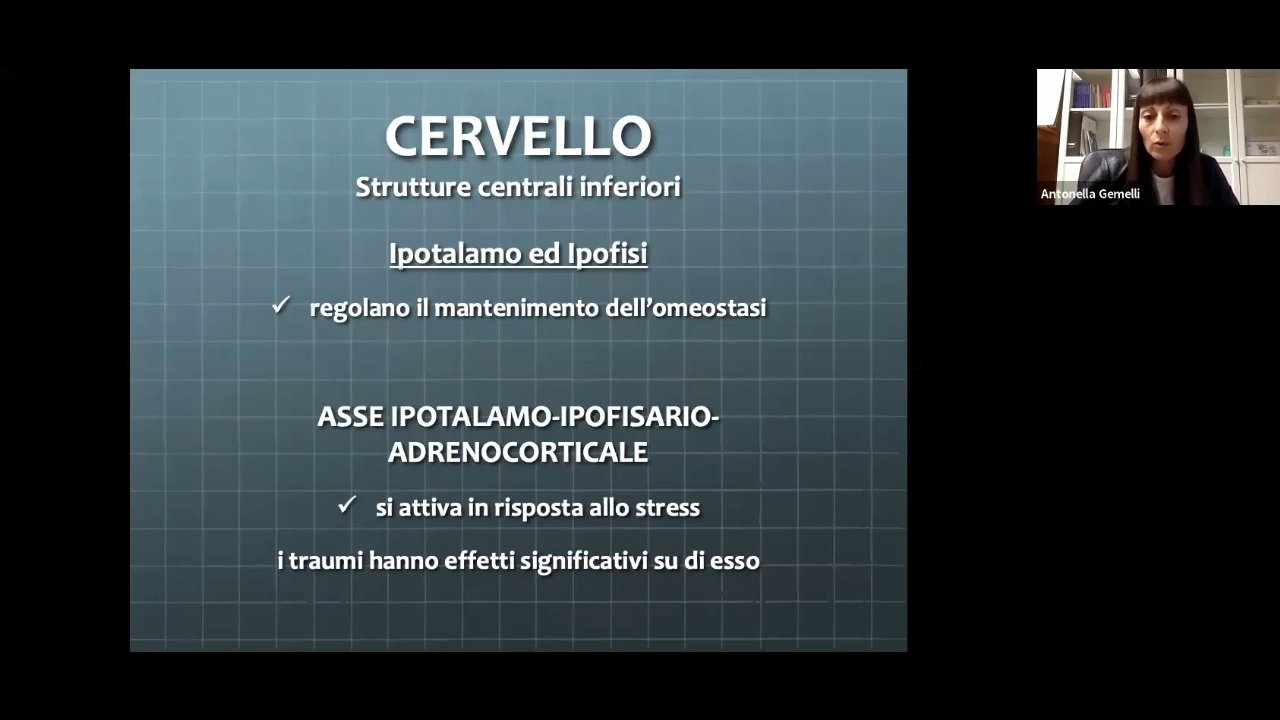 CERVELLO
Strutture centrali inferiori
Ipotalamo ed Ipofisi
✓ regolano il mantenimento dell’omeostasi
ASSE IPOTALAMO-IPOFISARIO-
ADRENOCORTICALE
✓ si attiva in risposta allo stress
i traumi hanno effetti significativi su di esso
Antonella Gemelli